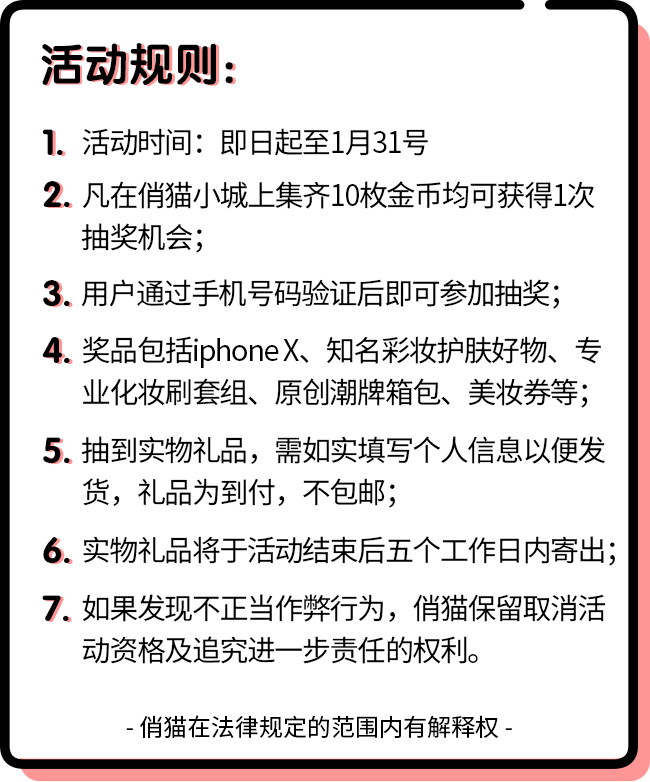 活动规则:
1. 活动时间：即日起至1月31号
2. 凡在俏猫小城上集齐10枚金币均可获得1次
抽奖机会；
3. 用户通过手机号码验证后即可参加抽奖；
4. 奖品包括iphone X、知名彩妆护肤好物、专
业化妆刷套组、原创潮牌箱包、美妆券等；
5. 抽到实物礼品，需如实填写个人信息以便发
货，礼品为到付，不包邮；
6. 实物礼品将于活动结束后五个工作日内寄出；
7. 如果发现不正当作弊行为，俏猫保留取消活
动资格及追究进一步责任的权利。
- 俏猫在法律规定的范围内有解释权 -